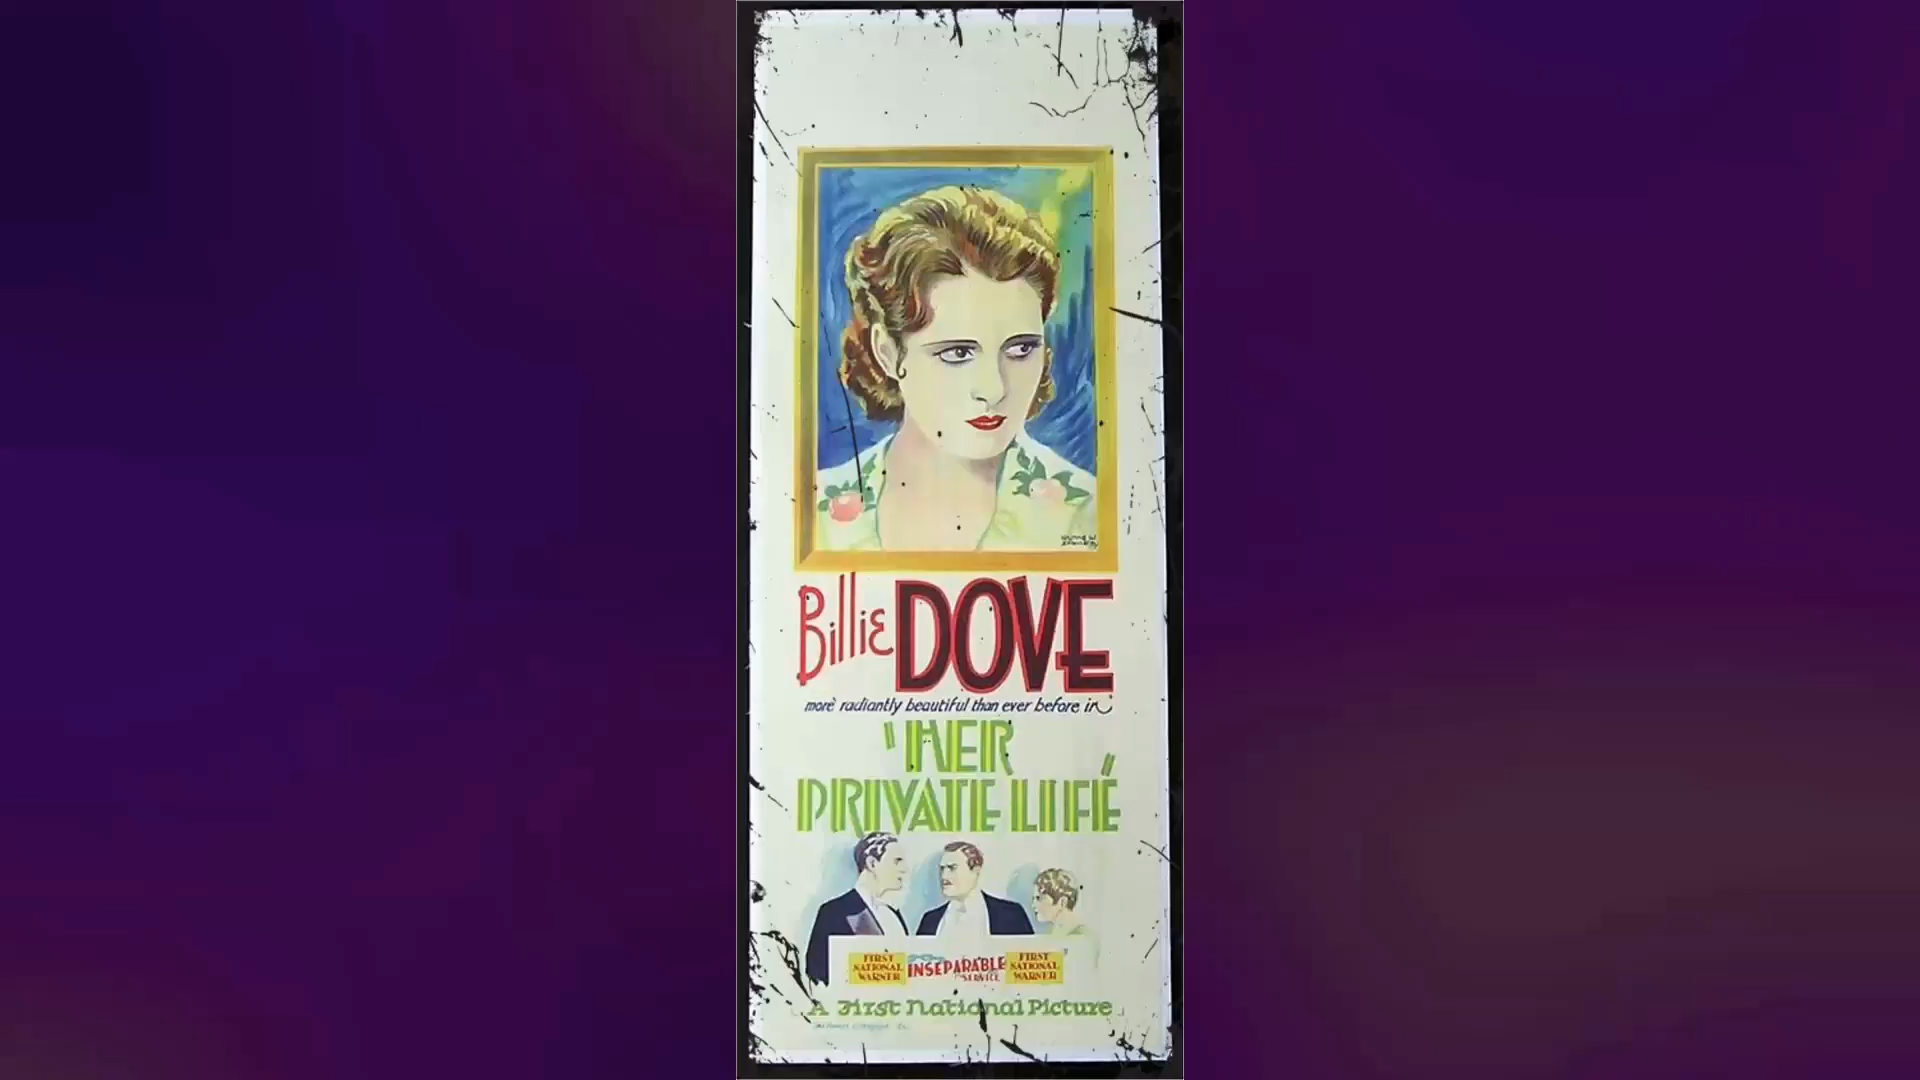 Billie DOVE
more radiantly beautiful than ever before in
"HER
PRIVATE LIFE"
FIRST NATIONAL WARNER
INSEPARABLE SERVICE
FIRST NATIONAL WARNER
A First National Picture